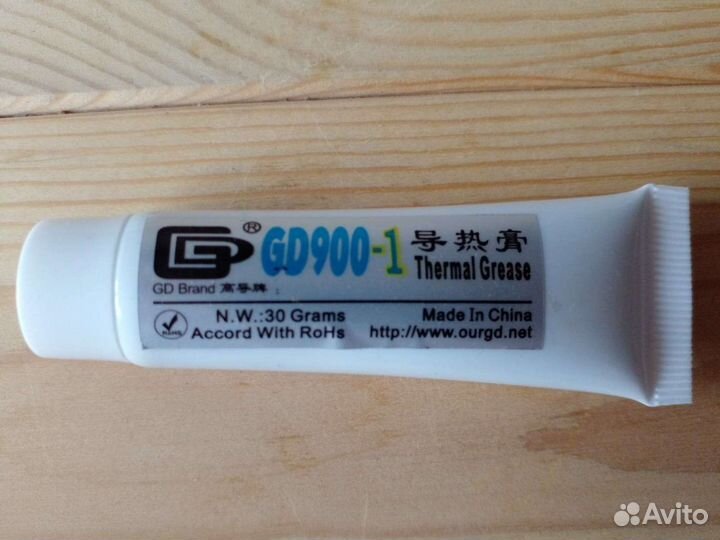 GD ® GD900-1 导热膏
Thermal Grease
GD Brand 高导牌 :
N.W.:30 Grams Made In China
Accord With RoHs http://www.ourgd.net
Avito